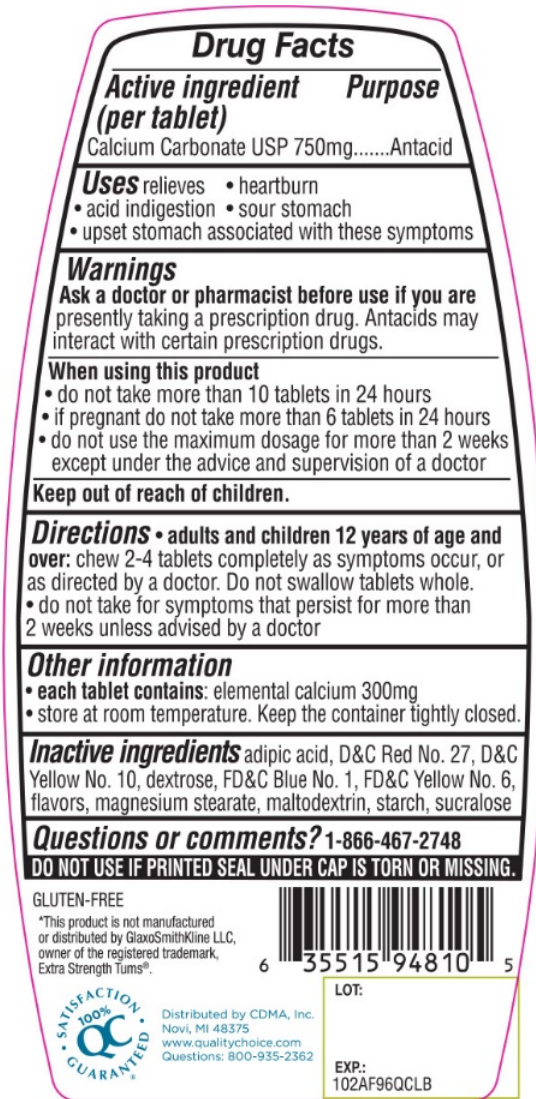 Drug Facts
Active ingredient Purpose
(per tablet)
Calcium Carbonate USP 750mg.......Antacid
Uses relieves • heartburn
• acid indigestion • sour stomach
• upset stomach associated with these symptoms
Warnings
Ask a doctor or pharmacist before use if you are
presently taking a prescription drug. Antacids may
interact with certain prescription drugs.
When using this product
• do not take more than 10 tablets in 24 hours
• if pregnant do not take more than 6 tablets in 24 hours
• do not use the maximum dosage for more than 2 weeks
except under the advice and supervision of a doctor
Keep out of reach of children.
Directions • adults and children 12 years of age and
over: chew 2-4 tablets completely as symptoms occur, or
as directed by a doctor. Do not swallow tablets whole.
• do not take for symptoms that persist for more than
2 weeks unless advised by a doctor
Other information
• each tablet contains: elemental calcium 300mg
• store at room temperature. Keep the container tightly closed.
Inactive ingredients adipic acid, D&C Red No. 27, D&C
Yellow No. 10, dextrose, FD&C Blue No. 1, FD&C Yellow No. 6,
flavors, magnesium stearate, maltodextrin, starch, sucralose
Questions or comments? 1-866-467-2748
DO NOT USE IF PRINTED SEAL UNDER CAP IS TORN OR MISSING.
GLUTEN-FREE
*This product is not manufactured
or distributed by GlaxoSmithKline LLC,
owner of the registered trademark,
Extra Strength Tums®.
6 35515 94810 5
SATISFACTION
100%
QC
GUARANTEED®
Distributed by CDMA, Inc.
Novi, MI 48375
www.qualitychoice.com
Questions: 800-935-2362
LOT:
EXP.:
102AF96QCLB